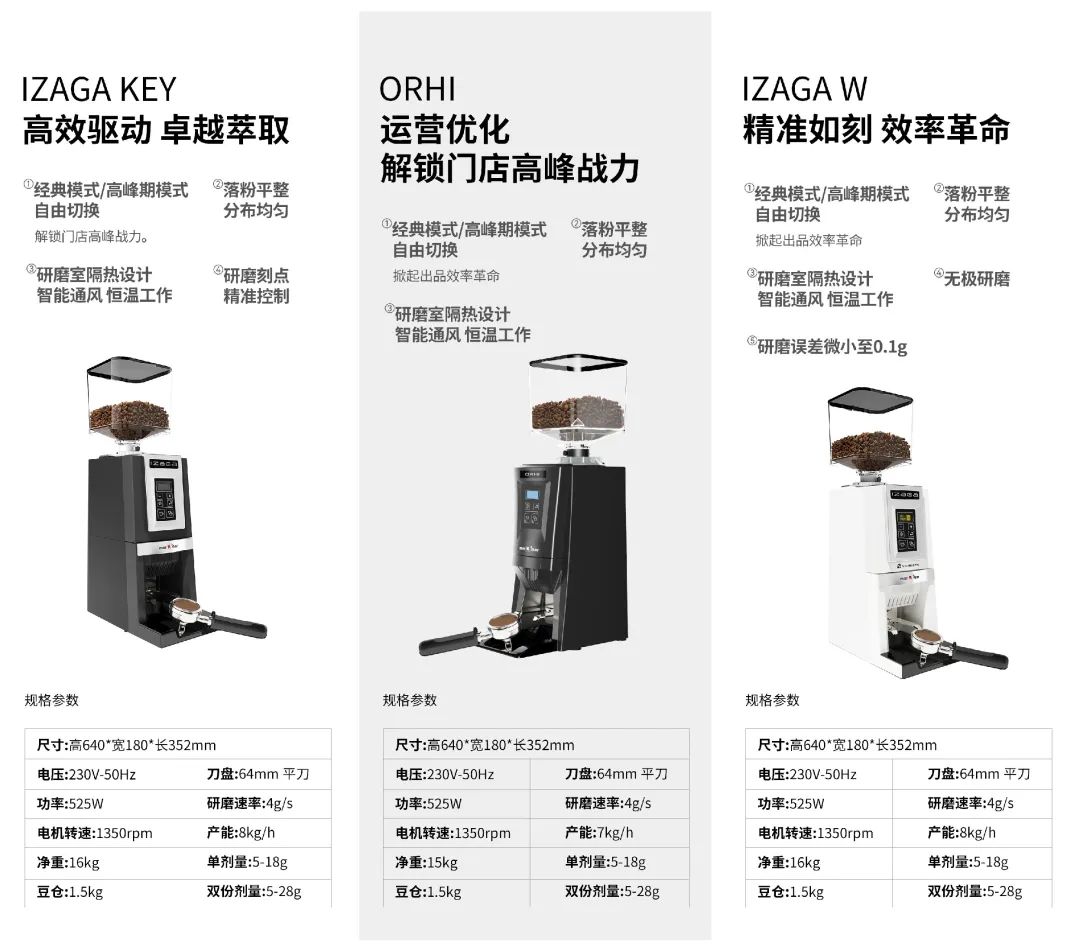 IZAGA KEY
高效驱动 卓越萃取
①经典模式/高峰期模式
自由切换
解锁门店高峰战力。
②落粉平整
分布均匀
③研磨室隔热设计
智能通风 恒温工作
④研磨刻点
精准控制
IZAGA
规格参数
尺寸:高640*宽180*长352mm
电压:230V-50Hz 刀盘:64mm 平刀
功率:525W 研磨速率:4g/s
电机转速:1350rpm 产能:8kg/h
净重:16kg 单剂量:5-18g
豆仓:1.5kg 双份剂量:5-28g
ORHI
运营优化
解锁门店高峰战力
①经典模式/高峰期模式
自由切换
掀起出品效率革命
②落粉平整
分布均匀
③研磨室隔热设计
智能通风 恒温工作
ORHI
规格参数
尺寸:高640*宽180*长352mm
电压:230V-50Hz 刀盘:64mm 平刀
功率:525W 研磨速率:4g/s
电机转速:1350rpm 产能:7kg/h
净重:15kg 单剂量:5-18g
豆仓:1.5kg 双份剂量:5-28g
IZAGA W
精准如刻 效率革命
①经典模式/高峰期模式
自由切换
掀起出品效率革命
②落粉平整
分布均匀
③研磨室隔热设计
智能通风 恒温工作
④无极研磨
⑤研磨误差微小至0.1g
IZAGA
规格参数
尺寸:高640*宽180*长352mm
电压:230V-50Hz 刀盘:64mm 平刀
功率:525W 研磨速率:4g/s
电机转速:1350rpm 产能:8kg/h
净重:16kg 单剂量:5-18g
豆仓:1.5kg 双份剂量:5-28g